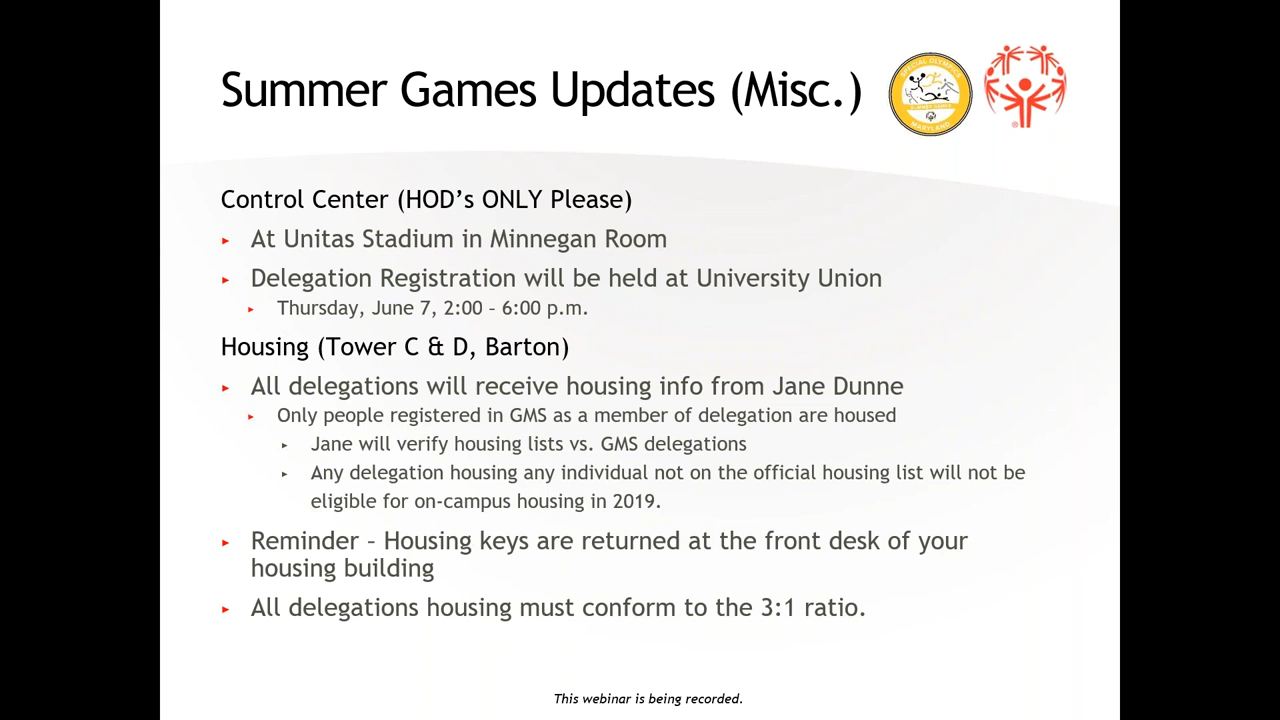 Summer Games Updates (Misc.)
SPECIAL OLYMPICS
SUMMER GAMES
MARYLAND
®
Control Center (HOD’s ONLY Please)
▸ At Unitas Stadium in Minnegan Room
▸ Delegation Registration will be held at University Union
▸ Thursday, June 7, 2:00 – 6:00 p.m.
Housing (Tower C & D, Barton)
▸ All delegations will receive housing info from Jane Dunne
▸ Only people registered in GMS as a member of delegation are housed
▸ Jane will verify housing lists vs. GMS delegations
▸ Any delegation housing any individual not on the official housing list will not be
eligible for on-campus housing in 2019.
▸ Reminder – Housing keys are returned at the front desk of your
housing building
▸ All delegations housing must conform to the 3:1 ratio.
This webinar is being recorded.